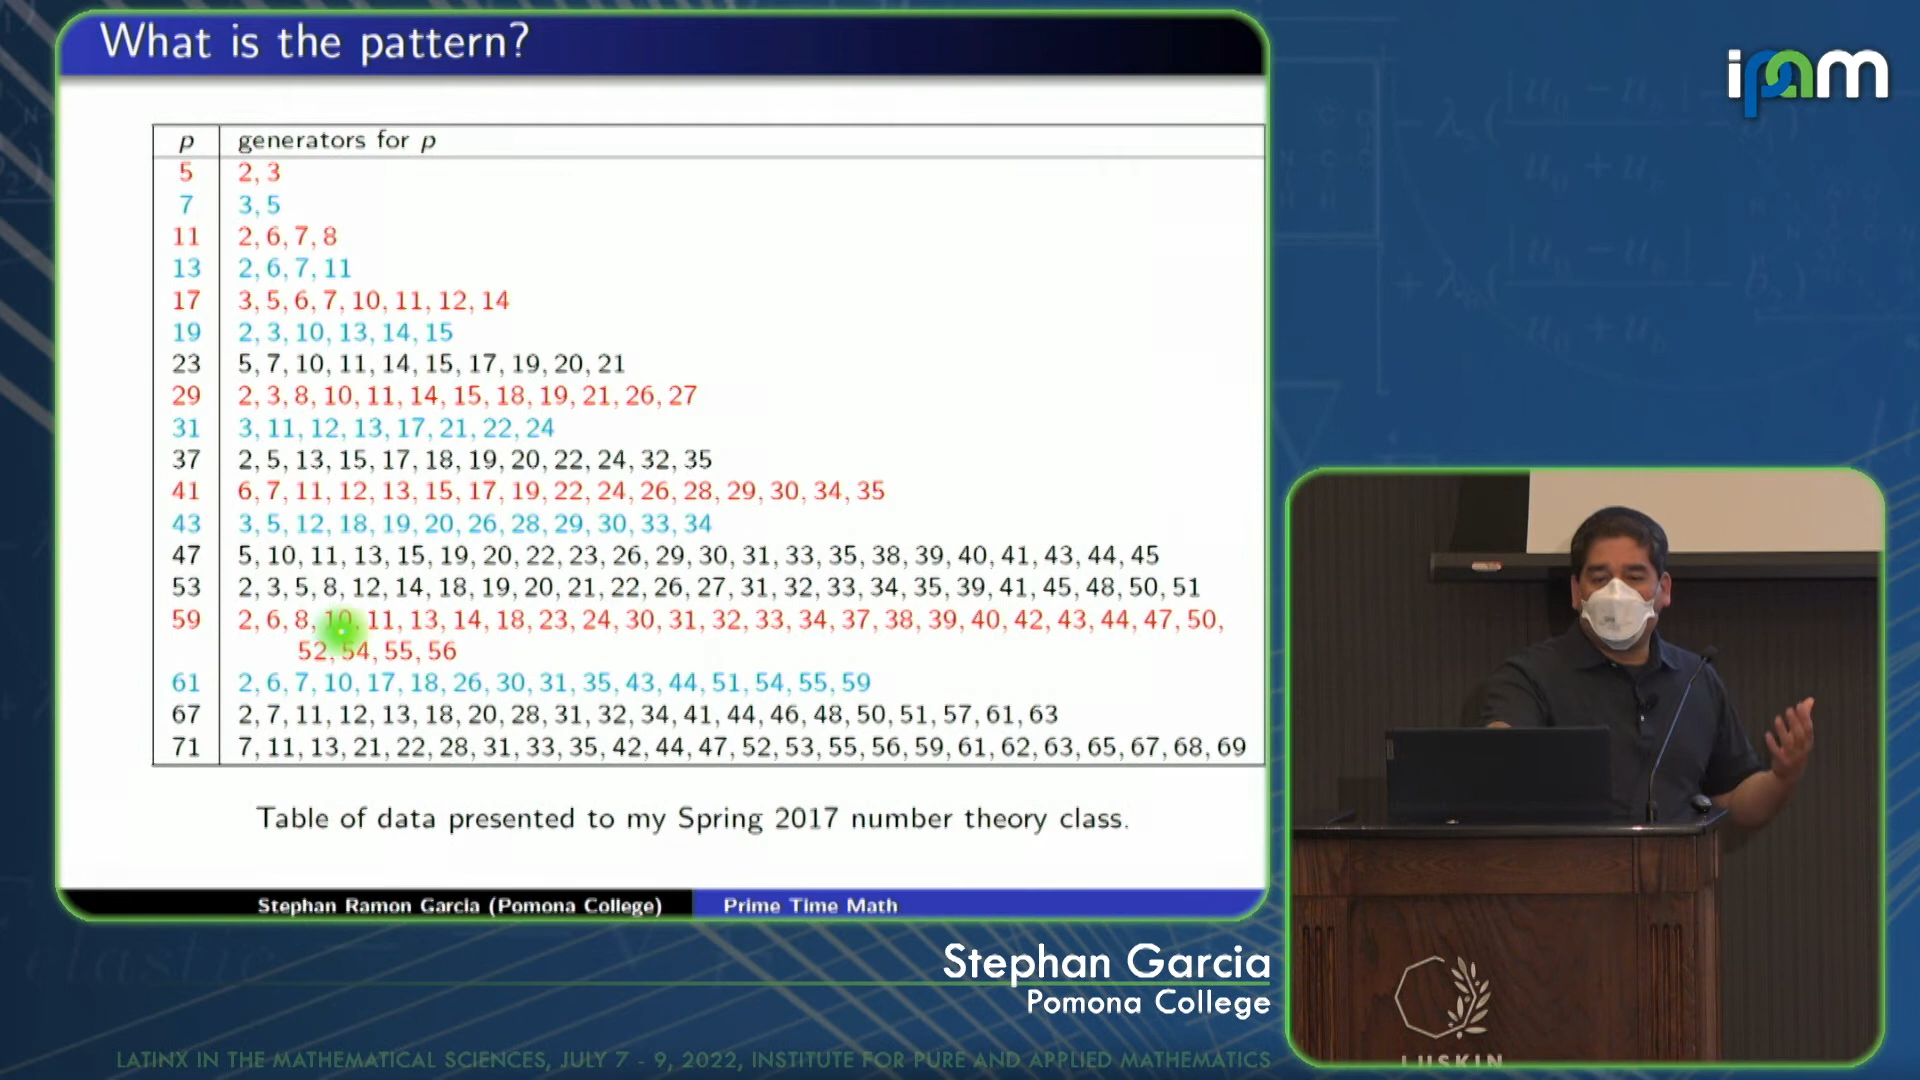 What is the pattern?
ipam
p generators for p
5 2, 3
7 3, 5
11 2, 6, 7, 8
13 2, 6, 7, 11
17 3, 5, 6, 7, 10, 11, 12, 14
19 2, 3, 10, 13, 14, 15
23 5, 7, 10, 11, 14, 15, 17, 19, 20, 21
29 2, 3, 8, 10, 11, 14, 15, 18, 19, 21, 26, 27
31 3, 11, 12, 13, 17, 21, 22, 24
37 2, 5, 13, 15, 17, 18, 19, 20, 22, 24, 32, 35
41 6, 7, 11, 12, 13, 15, 17, 19, 22, 24, 26, 28, 29, 30, 34, 35
43 3, 5, 12, 18, 19, 20, 26, 28, 29, 30, 33, 34
47 5, 10, 11, 13, 15, 19, 20, 22, 23, 26, 29, 30, 31, 33, 35, 38, 39, 40, 41, 43, 44, 45
53 2, 3, 5, 8, 12, 14, 18, 19, 20, 21, 22, 26, 27, 31, 32, 33, 34, 35, 39, 41, 45, 48, 50, 51
59 2, 6, 8, 10, 11, 13, 14, 18, 23, 24, 30, 31, 32, 33, 34, 37, 38, 39, 40, 42, 43, 44, 47, 50,
52, 54, 55, 56
61 2, 6, 7, 10, 17, 18, 26, 30, 31, 35, 43, 44, 51, 54, 55, 59
67 2, 7, 11, 12, 13, 18, 20, 28, 31, 32, 34, 41, 44, 46, 48, 50, 51, 57, 61, 63
71 7, 11, 13, 21, 22, 28, 31, 33, 35, 42, 44, 47, 52, 53, 55, 56, 59, 61, 62, 63, 65, 67, 68, 69
Table of data presented to my Spring 2017 number theory class.
Stephan Ramon Garcia (Pomona College) Prime Time Math
Stephan Garcia
Pomona College
LUSKIN
LATINX IN THE MATHEMATICAL SCIENCES, JULY 7 - 9, 2022, INSTITUTE FOR PURE AND APPLIED MATHEMATICS